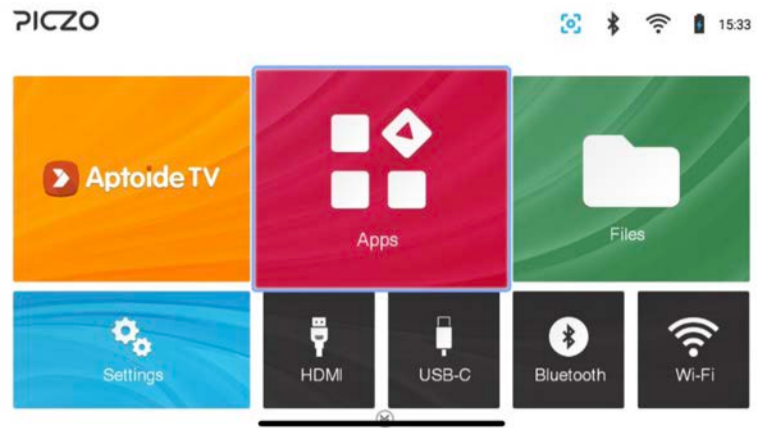 PICZO
15:33
Aptoide TV
Apps
Files
Settings
HDMI
USB-C
Bluetooth
Wi-Fi